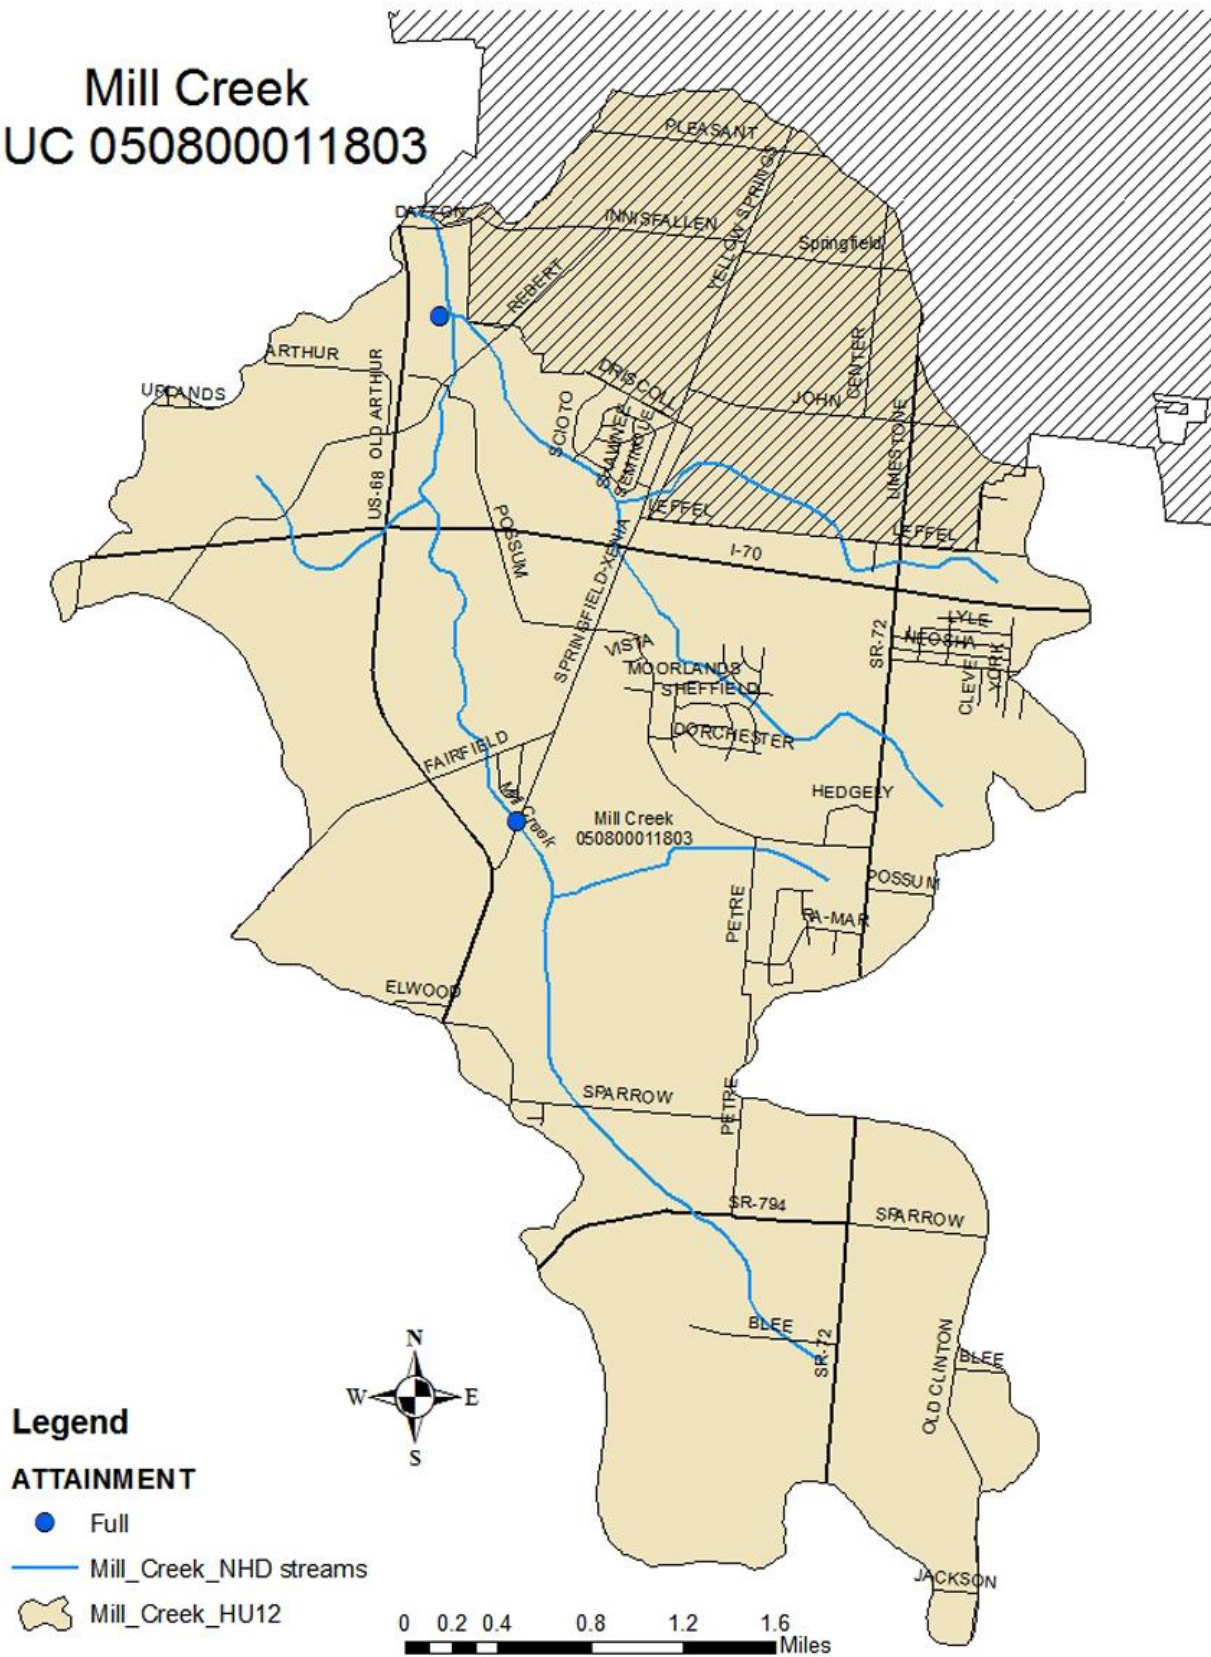 Mill Creek
UC 050800011803
PLEASANT
YELLOW SPRINGS
DAYTON
INNISFALLEN
Springfield
REBERT
ARTHUR
OLD ARTHUR
UPLANDS
DRISCOLL
CENTER
JOHN
SCIOTO
SHAWNEE
SEMINOLE
LIMESTONE
US-68
POSSUM
LEFFEL
LEFFEL
I-70
SPRINGFIELD-XENIA
LYLE
NEOSHA
SR-72
VISTA
MOORLANDS
SHEFFIELD
CLEVE
YORK
DORCHESTER
FAIRFIELD
HEDGELY
Mill Creek
Mill Creek
050800011803
POSSUM
PETRE
RA-MAR
ELWOOD
SPARROW
PETRE
SR-794
SPARROW
BLEE
SR-72
OLD CLINTON
BLEE
JACKSON
N
W E
S
Legend
ATTAINMENT
Full
Mill_Creek_NHD streams
Mill_Creek_HU12
0 0.2 0.4 0.8 1.2 1.6
Miles